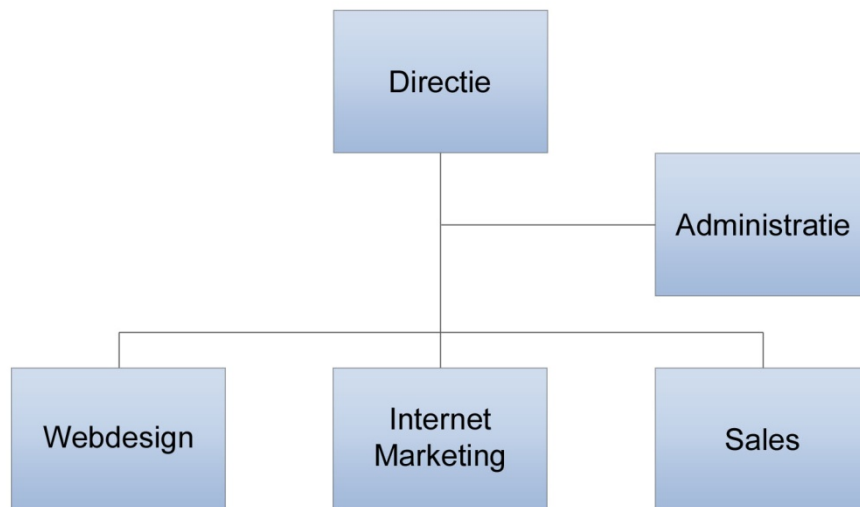 Directie
Administratie
Webdesign
Internet
Marketing
Sales